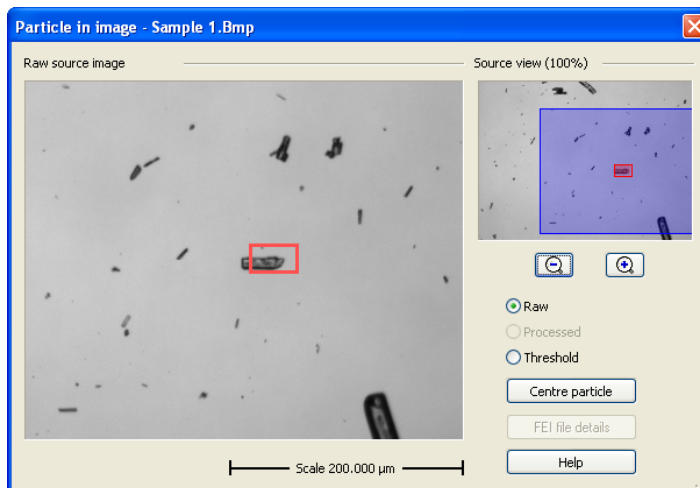 Particle in image - Sample 1.Bmp
Raw source image
Source view (100%)
Raw
Processed
Threshold
Centre particle
FEI file details
Help
Scale 200.000 µm